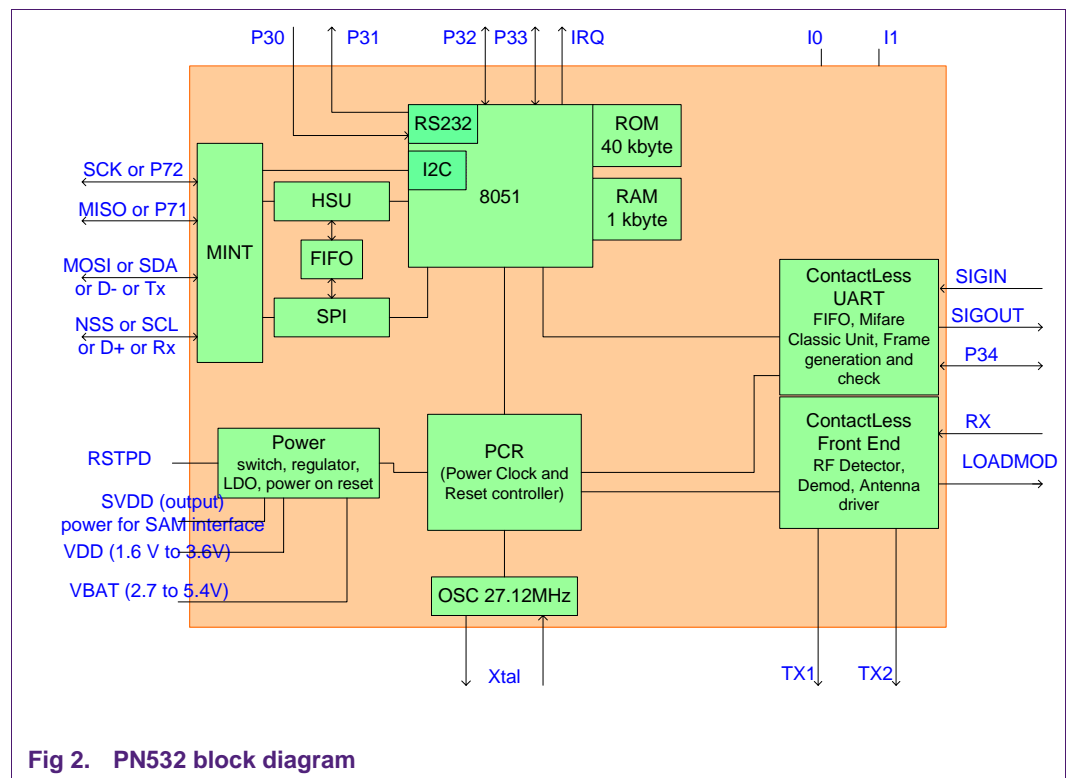 P30
P31
P32
P33
IRQ
I0
I1
RS232
ROM
40 kbyte
I2C
8051
RAM
1 kbyte
SCK or P72
MISO or P71
MOSI or SDA
or D- or Tx
NSS or SCL
or D+ or Rx
MINT
HSU
FIFO
SPI
ContactLess
UART
FIFO, Mifare
Classic Unit, Frame
generation and
check
SIGIN
SIGOUT
P34
ContactLess
Front End
RF Detector,
Demod, Antenna
driver
RX
LOADMOD
Power
switch, regulator,
LDO, power on reset
PCR
(Power Clock and
Reset controller)
RSTPD
SVDD (output)
power for SAM interface
VDD (1.6 V to 3.6V)
VBAT (2.7 to 5.4V)
OSC 27.12MHz
Xtal
TX1
TX2
Fig 2. PN532 block diagram